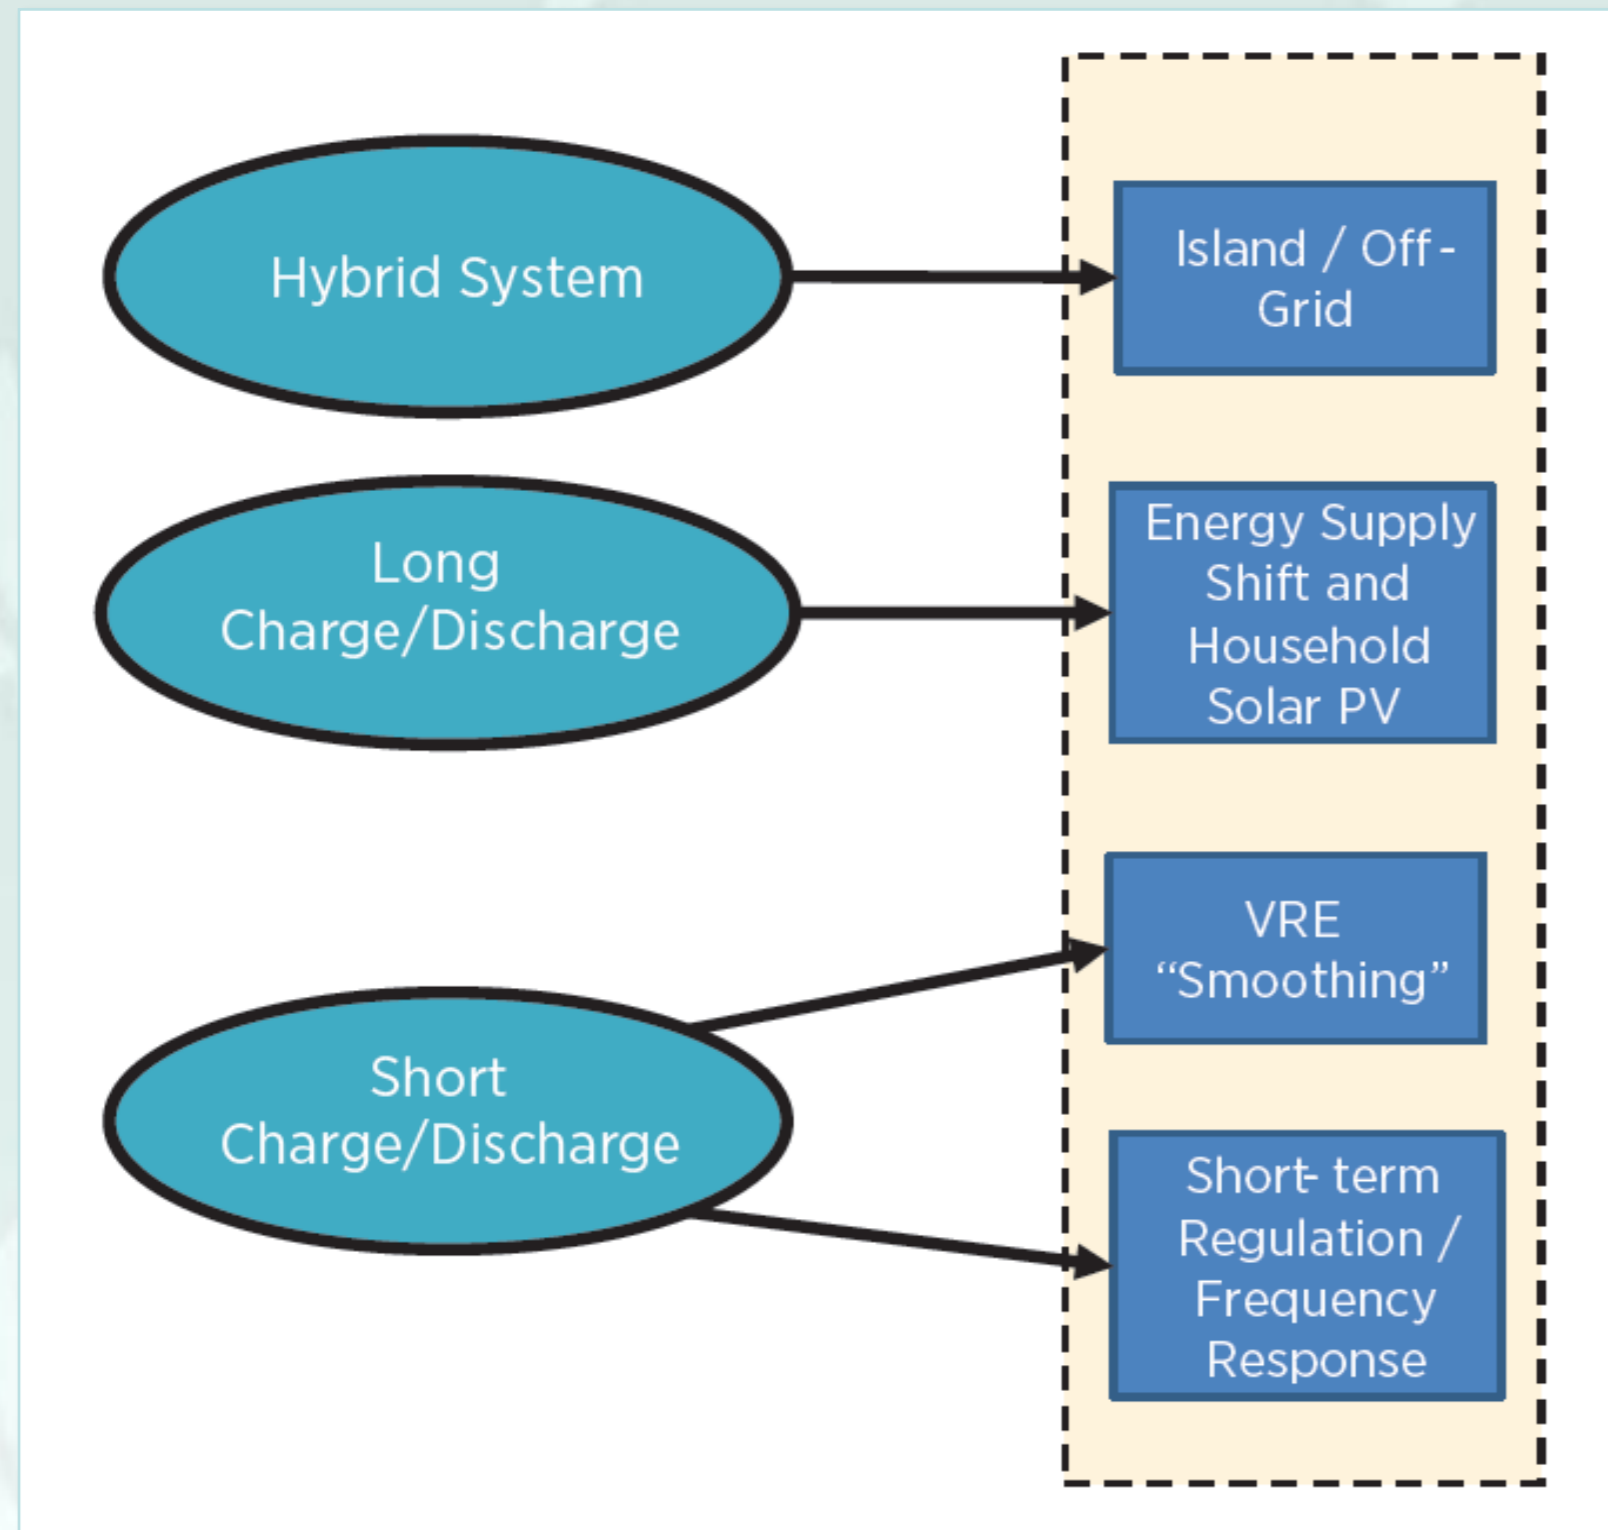 Hybrid System
Island / Off-
Grid
Long
Charge/Discharge
Energy Supply
Shift and
Household
Solar PV
Short
Charge/Discharge
VRE
“Smoothing”
Short- term
Regulation /
Frequency
Response